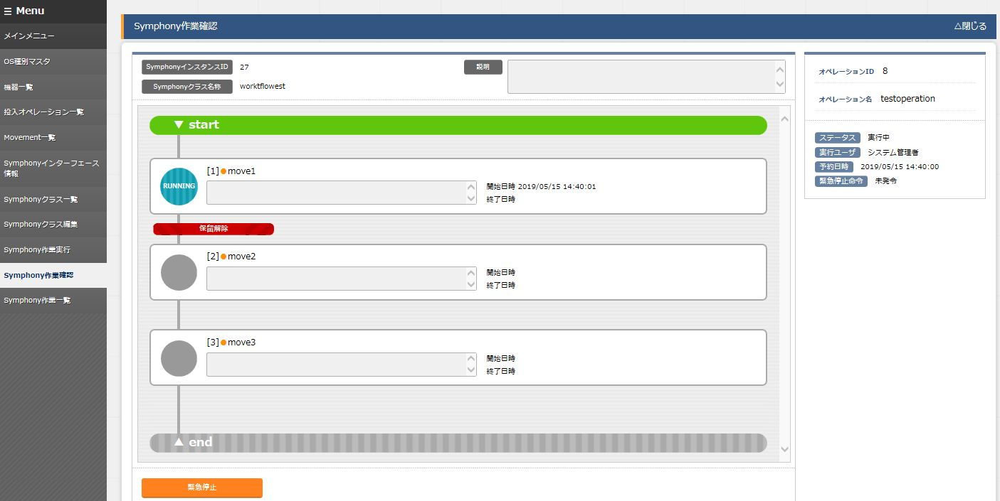 ☰ Menu
メインメニュー
OS種別マスタ
機器一覧
投入オペレーション一覧
Movement一覧
Symphonyインターフェース
情報
Symphonyクラス一覧
Symphonyクラス編集
Symphony作業実行
Symphony作業確認
Symphony作業一覧
Symphony作業確認
△閉じる
SymphonyインスタンスID 27
説明
Symphonyクラス名称 worktflowest
▼ start
RUNNING
[1]●move1
開始日時 2019/05/15 14:40:01
終了日時
保留解除
[2]●move2
開始日時
終了日時
[3]●move3
開始日時
終了日時
▲ end
緊急停止
オペレーションID 8
オペレーション名 testoperation
ステータス 実行中
実行ユーザ システム管理者
予約日時 2019/05/15 14:40:00
緊急停止命令 未発令